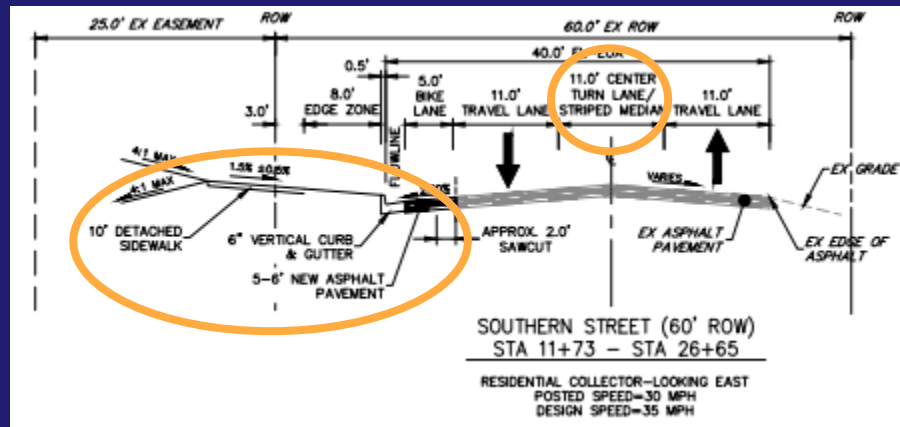 25.0' EX EASEMENT
ROW
60.0' EX ROW
ROW
40.0'
0.5'
8.0'
EDGE ZONE
3.0'
5.0'
BIKE
LANE
11.0'
TRAVEL LANE
11.0' CENTER
TURN LANE/
STRIPED MEDIAN
11.0'
TRAVEL LANE
FLOWLINE
4:1 MAX
4:1 MAX
1.5% ±0.5%
VARIES
EX GRADE
10' DETACHED
SIDEWALK
6" VERTICAL CURB
& GUTTER
5-6' NEW ASPHALT
PAVEMENT
APPROX. 2.0'
SAWCUT
EX ASPHALT
PAVEMENT
EX EDGE OF
ASPHALT
SOUTHERN STREET (60' ROW)
STA 11+73 - STA 26+65
RESIDENTIAL COLLECTOR-LOOKING EAST
POSTED SPEED=30 MPH
DESIGN SPEED=35 MPH